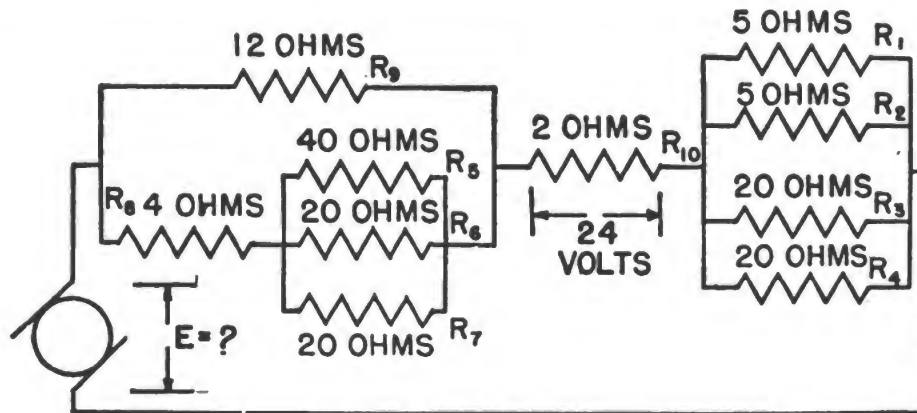 12 OHMS R₉
5 OHMS R₁
5 OHMS R₂
2 OHMS R₁₀
24
VOLTS
40 OHMS R₅
R₈ 4 OHMS
20 OHMS R₆
20 OHMS R₇
20 OHMS R₃
20 OHMS R₄
E=?